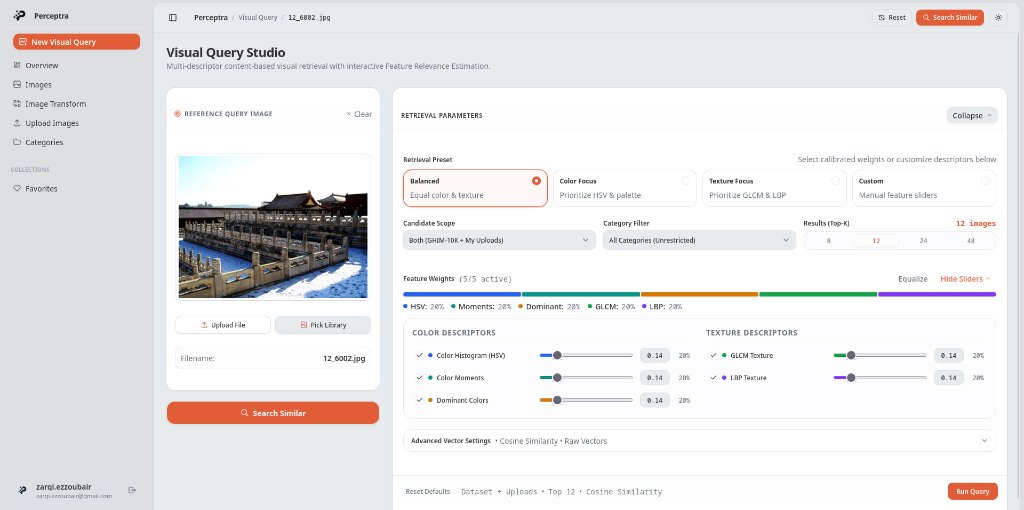 Perceptra
New Visual Query
Overview
Images
Image Transform
Upload Images
Categories
COLLECTIONS
Favorites
zarqi.ezzoubair
zarqi.ezzoubair@gmail.com
Perceptra / Visual Query / 12_6002.jpg
Reset
Search Similar
Visual Query Studio
Multi-descriptor content-based visual retrieval with interactive Feature Relevance Estimation.
REFERENCE QUERY IMAGE
× Clear
Upload File
Pick Library
Filename: 12_6002.jpg
Search Similar
RETRIEVAL PARAMETERS
Collapse
Retrieval Preset
Select calibrated weights or customize descriptors below
Balanced
Equal color & texture
Color Focus
Prioritize HSV & palette
Texture Focus
Prioritize GLCM & LBP
Custom
Manual feature sliders
Candidate Scope
Both (GHIM-10K + My Uploads)
Category Filter
All Categories (Unrestricted)
Results (Top-K) 12 images
8 12 24 48
Feature Weights (5/5 active)
Equalize
Hide Sliders
HSV: 20% Moments: 20% Dominant: 20% GLCM: 20% LBP: 20%
COLOR DESCRIPTORS
Color Histogram (HSV) 0.14 20%
Color Moments 0.14 20%
Dominant Colors 0.14 20%
TEXTURE DESCRIPTORS
GLCM Texture 0.14 20%
LBP Texture 0.14 20%
Advanced Vector Settings • Cosine Similarity • Raw Vectors
Reset Defaults
Dataset + Uploads • Top 12 • Cosine Similarity
Run Query